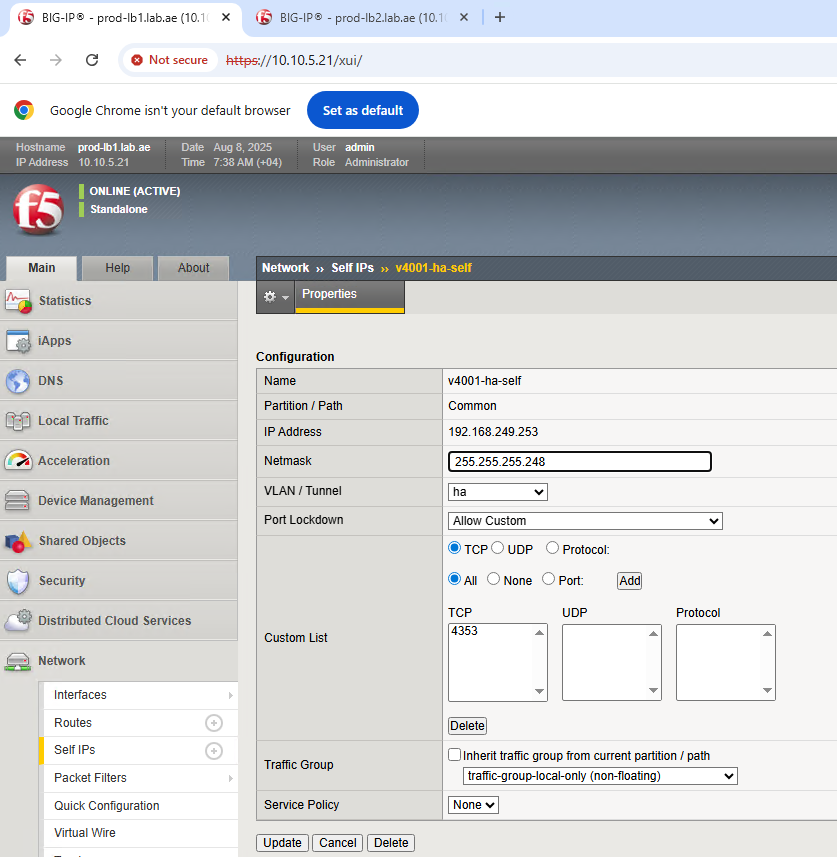 BIG-IP® - prod-lb1.lab.ae (10.10
BIG-IP® - prod-lb2.lab.ae (10.10
Not secure https://10.10.5.21/xui/
Google Chrome isn't your default browser Set as default
Hostname prod-lb1.lab.ae Date Aug 8, 2025 User admin
IP Address 10.10.5.21 Time 7:38 AM (+04) Role Administrator
f5
ONLINE (ACTIVE)
Standalone
Main Help About
Network ›› Self IPs ›› v4001-ha-self
Properties
Statistics
iApps
DNS
Local Traffic
Acceleration
Device Management
Shared Objects
Security
Distributed Cloud Services
Network
Interfaces
Routes
Self IPs
Packet Filters
Quick Configuration
Virtual Wire
Configuration
Name v4001-ha-self
Partition / Path Common
IP Address 192.168.249.253
Netmask 255.255.255.248
VLAN / Tunnel ha
Port Lockdown Allow Custom
Custom List
TCP UDP Protocol:
All None Port: Add
TCP UDP Protocol
4353
Delete
Traffic Group
Inherit traffic group from current partition / path
traffic-group-local-only (non-floating)
Service Policy None
Update Cancel Delete